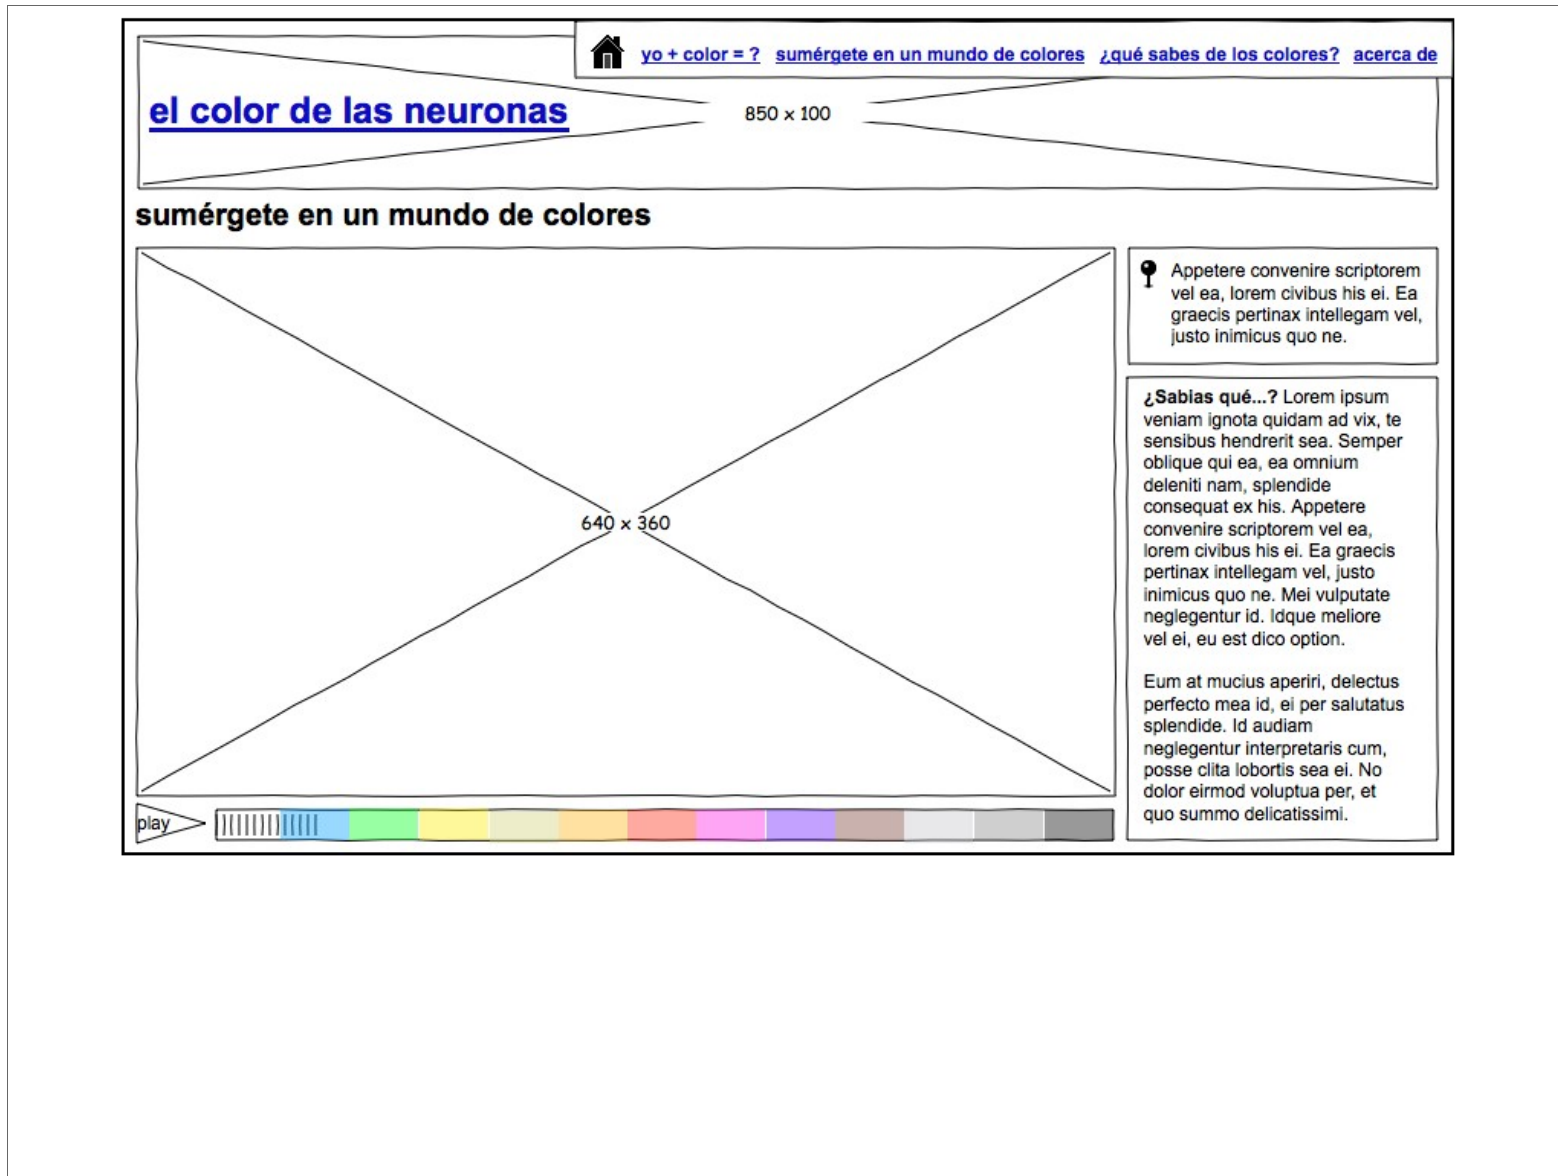 yo + color = ? sumérgete en un mundo de colores ¿qué sabes de los colores? acerca de
el color de las neuronas
850 x 100
sumérgete en un mundo de colores
640 x 360
Appetere convenire scriptorem
vel ea, lorem civibus his ei. Ea
graecis pertinax intellegam vel,
justo inimicus quo ne.
¿Sabias qué...? Lorem ipsum
veniam ignota quidam ad vix, te
sensibus hendrerit sea. Semper
oblique qui ea, ea omnium
deleniti nam, splendide
consequat ex his. Appetere
convenire scriptorem vel ea,
lorem civibus his ei. Ea graecis
pertinax intellegam vel, justo
inimicus quo ne. Mei vulputate
neglegentur id. Idque meliore
vel ei, eu est dico option.
Eum at mucius aperiri, delectus
perfecto mea id, ei per salutatus
splendide. Id audiam
neglegentur interpretaris cum,
posse clita lobortis sea ei. No
dolor eirmod voluptua per, et
quo summo delicatissimi.
play